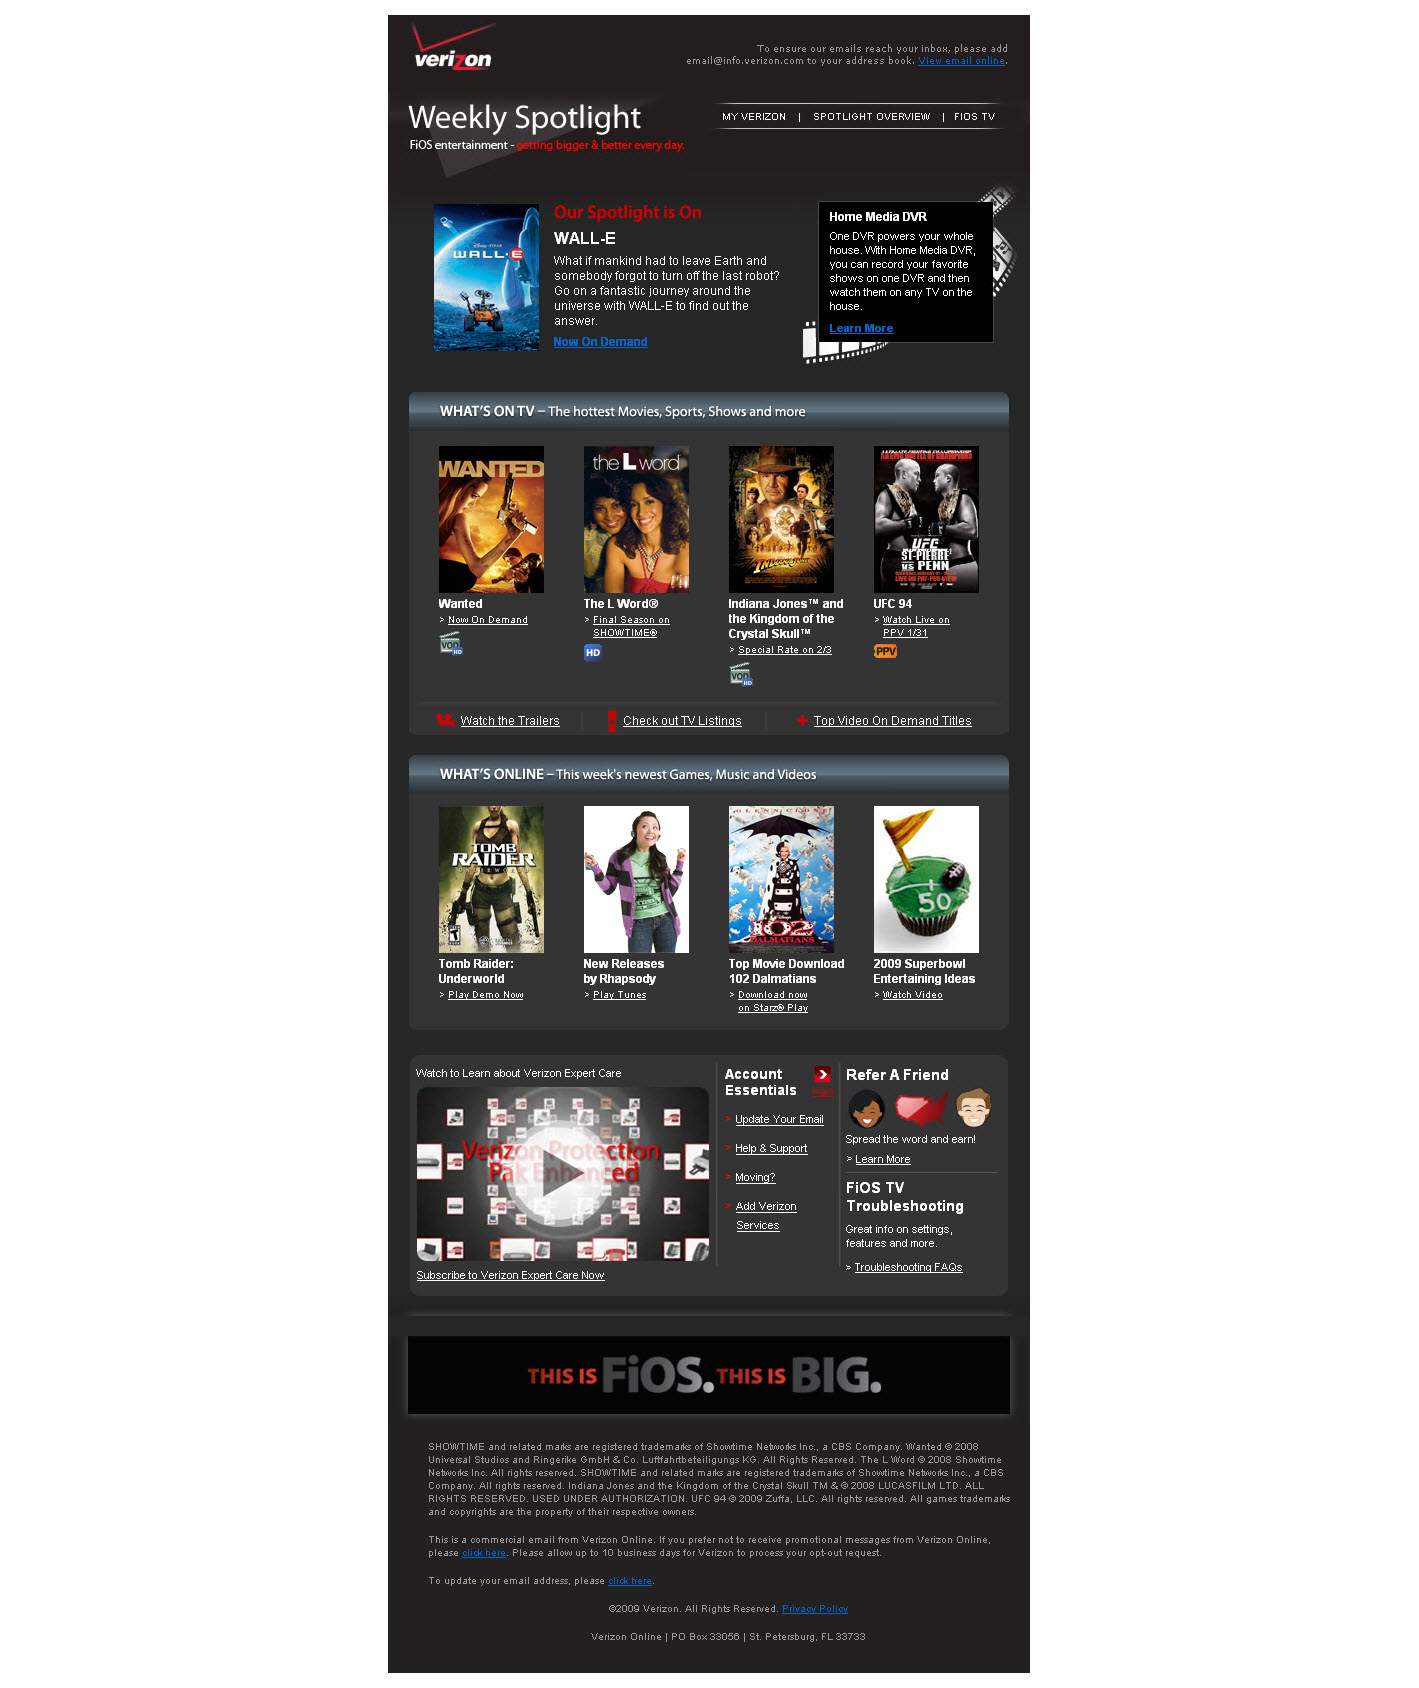 verizon
To ensure our emails reach your inbox, please add
email@info.verizon.com to your address book. View email online.
Weekly Spotlight
FiOS entertainment - getting bigger & better every day.
MY VERIZON | SPOTLIGHT OVERVIEW | FIOS TV
WALL-E
Our Spotlight is On
WALL-E
What if mankind had to leave Earth and
somebody forgot to turn off the last robot?
Go on a fantastic journey around the
universe with WALL-E to find out the
answer.
Now On Demand
Home Media DVR
One DVR powers your whole
house. With Home Media DVR,
you can record your favorite
shows on one DVR and then
watch them on any TV on the
house.
Learn More
WHAT'S ON TV – The hottest Movies, Sports, Shows and more
WANTED
Wanted
> Now On Demand
VOD HD
the L word
The L Word®
> Final Season on
SHOWTIME®
HD
INDIANA JONES
Indiana Jones™ and
the Kingdom of the
Crystal Skull™
> Special Rate on 2/3
VOD HD
UFC
ST-PIERRE
VS PENN
LIVE ON PAY-PER-VIEW
UFC 94
> Watch Live on
PPV 1/31
PPV
Watch the Trailers
Check out TV Listings
Top Video On Demand Titles
WHAT'S ONLINE – This week's newest Games, Music and Videos
TOMB
RAIDER
UNDERWORLD
T
Tomb Raider:
Underworld
> Play Demo Now
New Releases
by Rhapsody
> Play Tunes
GLENN CLOSE
102
DALMATIANS
Top Movie Download
102 Dalmatians
> Download now
on Starz® Play
50
2009 Superbowl
Entertaining Ideas
> Watch Video
Watch to Learn about Verizon Expert Care
Verizon Protection
Pak Enhanced
Subscribe to Verizon Expert Care Now
Account
Essentials
> Update Your Email
> Help & Support
> Moving?
> Add Verizon
Services
Refer A Friend
Spread the word and earn!
> Learn More
FiOS TV
Troubleshooting
Great info on settings,
features and more.
> Troubleshooting FAQs
THIS IS FiOS. THIS IS BIG.
SHOWTIME and related marks are registered trademarks of Showtime Networks Inc., a CBS Company. Wanted © 2008
Universal Studios and Ringerike GmbH & Co. Luftfahrtbeteiligungs KG. All Rights Reserved. The L Word © 2008 Showtime
Networks Inc. All rights reserved. SHOWTIME and related marks are registered trademarks of Showtime Networks Inc., a CBS
Company. All rights reserved. Indiana Jones and the Kingdom of the Crystal Skull TM & © 2008 LUCASFILM LTD. ALL
RIGHTS RESERVED. USED UNDER AUTHORIZATION. UFC 94 © 2009 Zuffa, LLC. All rights reserved. All games trademarks
and copyrights are the property of their respective owners.
This is a commercial email from Verizon Online. If you prefer not to receive promotional messages from Verizon Online,
please click here. Please allow up to 10 business days for Verizon to process your opt-out request.
To update your email address, please click here.
©2009 Verizon. All Rights Reserved. Privacy Policy
Verizon Online | PO Box 33056 | St. Petersburg, FL 33733